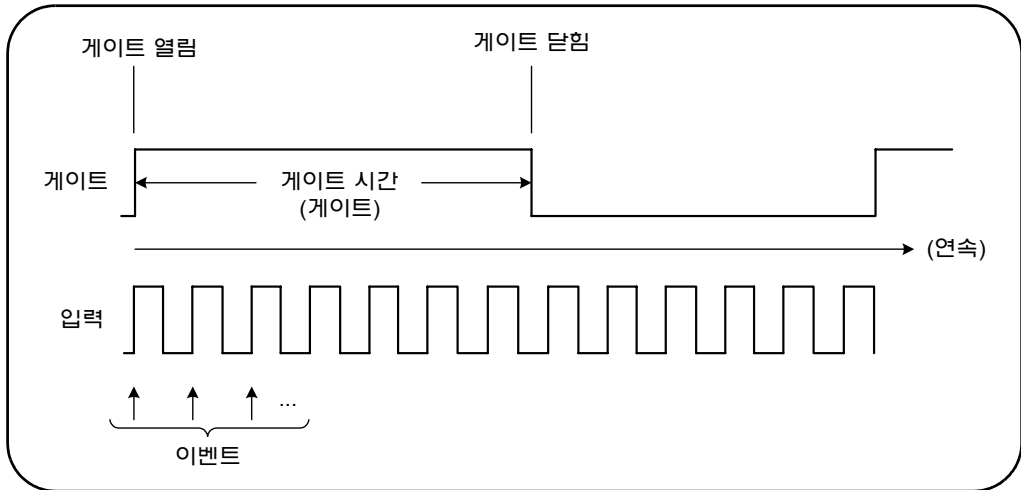 게이트 열림
게이트 닫힘
게이트
게이트 시간
(게이트)
(연속)
입력
...
이벤트